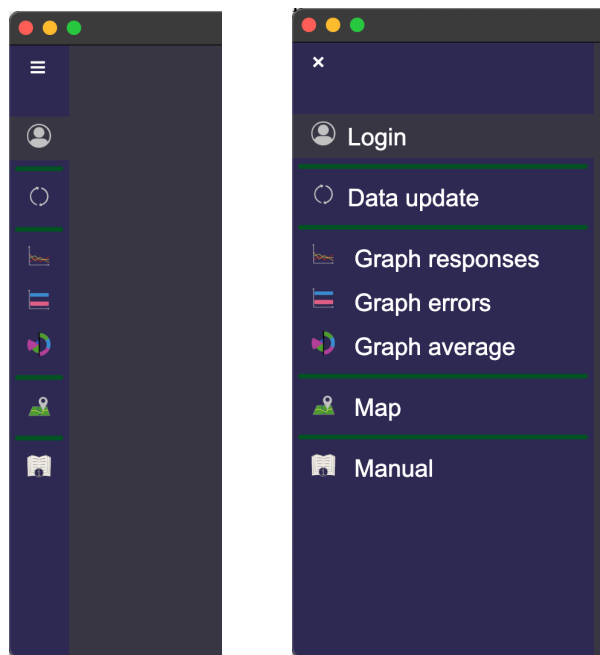 Login
Data update
Graph responses
Graph errors
Graph average
Map
Manual